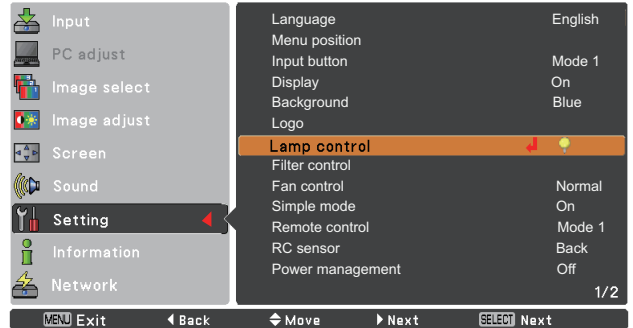 Input
PC adjust
Image select
Image adjust
Screen
Sound
Setting
Information
Network
Language English
Menu position
Input button Mode 1
Display On
Background Blue
Logo
Lamp control
Filter control
Fan control Normal
Simple mode On
Remote control Mode 1
RC sensor Back
Power management Off
1/2
MENU Exit Back Move Next SELECT Next